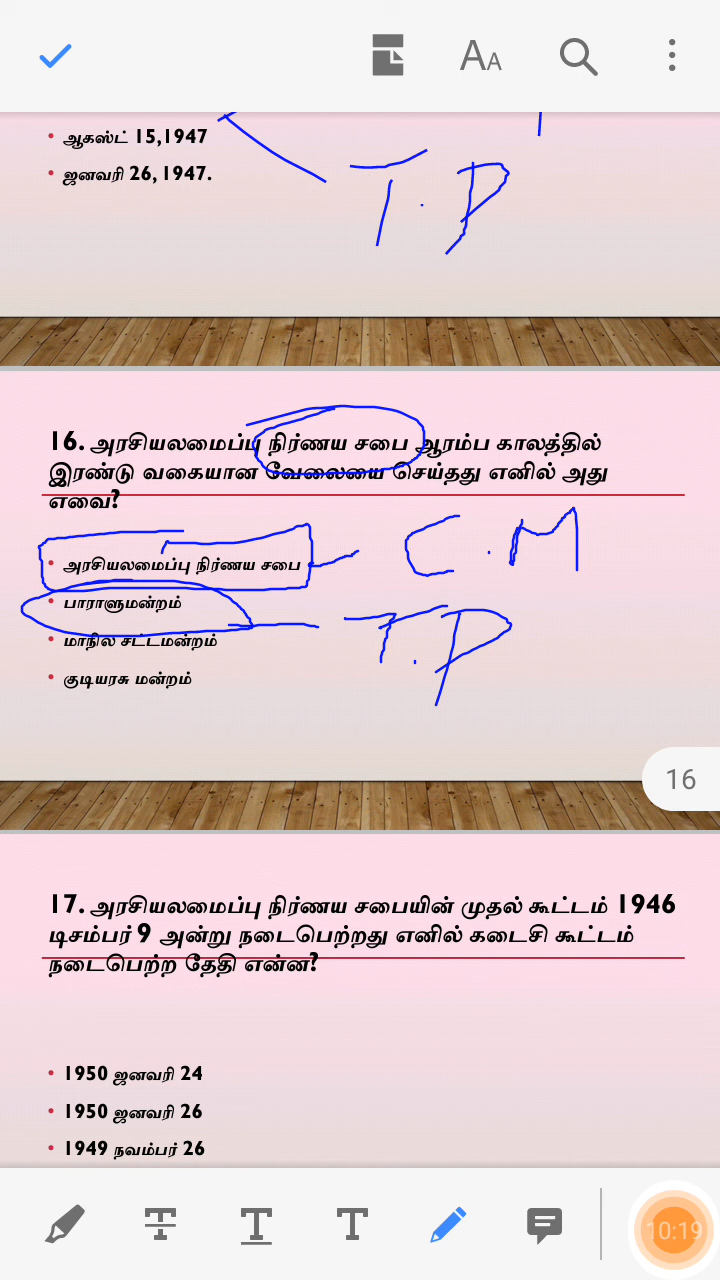 AA
• ஆகஸ்ட் 15,1947
• ஜனவரி 26, 1947.
T.P
16. அரசியலமைப்பு நிர்ணய சபை ஆரம்ப காலத்தில்
இரண்டு வகையான வேலையை செய்தது எனில் அது
எவை?
• அரசியலமைப்பு நிர்ணய சபை
C.M
• பாராளுமன்றம்
T.P
• மாநில சட்டமன்றம்
• குடியரசு மன்றம்
16
17. அரசியலமைப்பு நிர்ணய சபையின் முதல் கூட்டம் 1946
டிசம்பர் 9 அன்று நடைபெற்றது எனில் கடைசி கூட்டம்
நடைபெற்ற தேதி என்ன?
• 1950 ஜனவரி 24
• 1950 ஜனவரி 26
• 1949 நவம்பர் 26
T T T
10:19